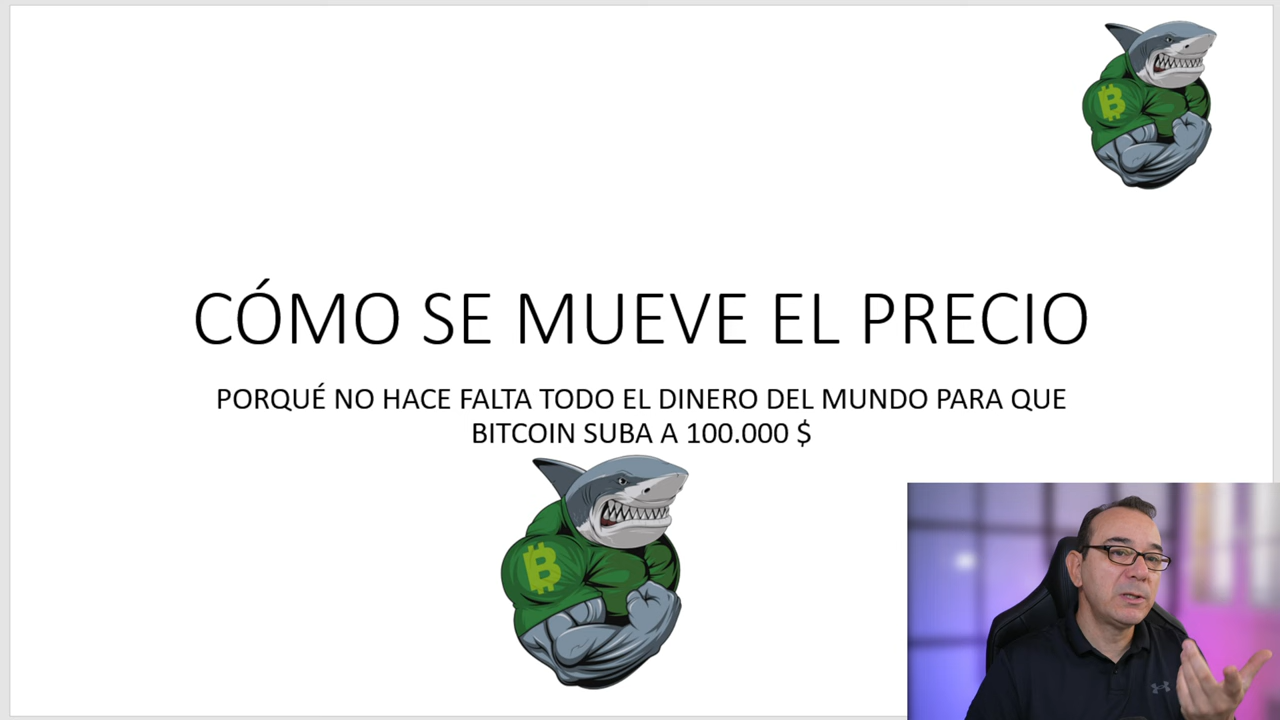 CÓMO SE MUEVE EL PRECIO
PORQUÉ NO HACE FALTA TODO EL DINERO DEL MUNDO PARA QUE
BITCOIN SUBA A 100.000 $